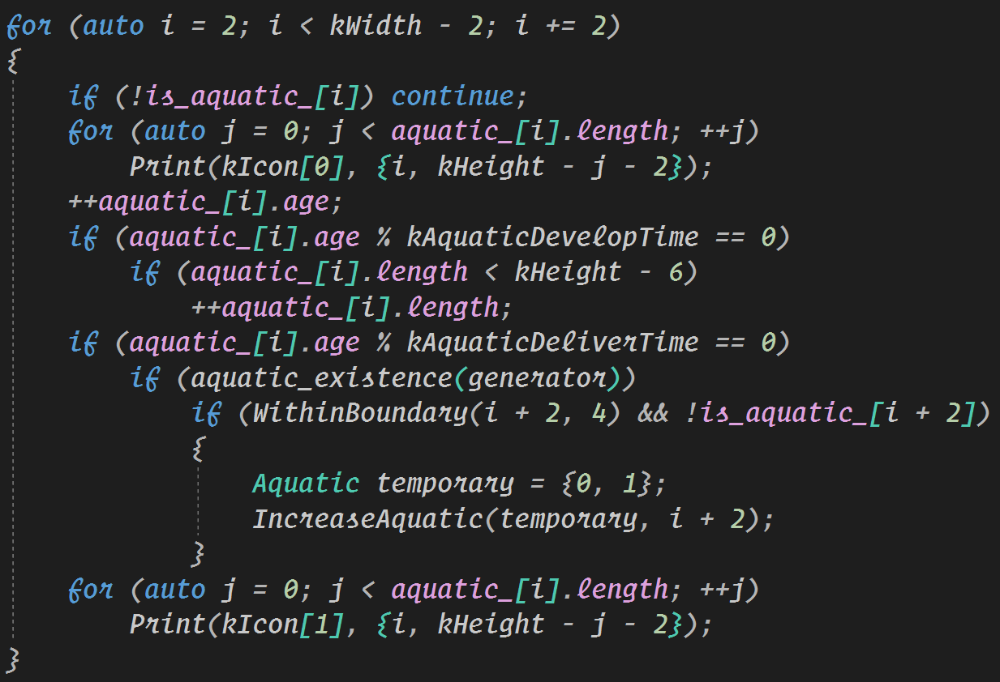 for (auto i = 2; i < kWidth - 2; i += 2)
{
    if (!is_aquatic_[i]) continue;
    for (auto j = 0; j < aquatic_[i].length; ++j)
        Print(kIcon[0], {i, kHeight - j - 2});
    ++aquatic_[i].age;
    if (aquatic_[i].age % kAquaticDevelopTime == 0)
        if (aquatic_[i].length < kHeight - 6)
            ++aquatic_[i].length;
    if (aquatic_[i].age % kAquaticDeliverTime == 0)
        if (aquatic_existence(generator))
            if (WithinBoundary(i + 2, 4) && !is_aquatic_[i + 2])
            {
                Aquatic temporary = {0, 1};
                IncreaseAquatic(temporary, i + 2);
            }
    for (auto j = 0; j < aquatic_[i].length; ++j)
        Print(kIcon[1], {i, kHeight - j - 2});
}